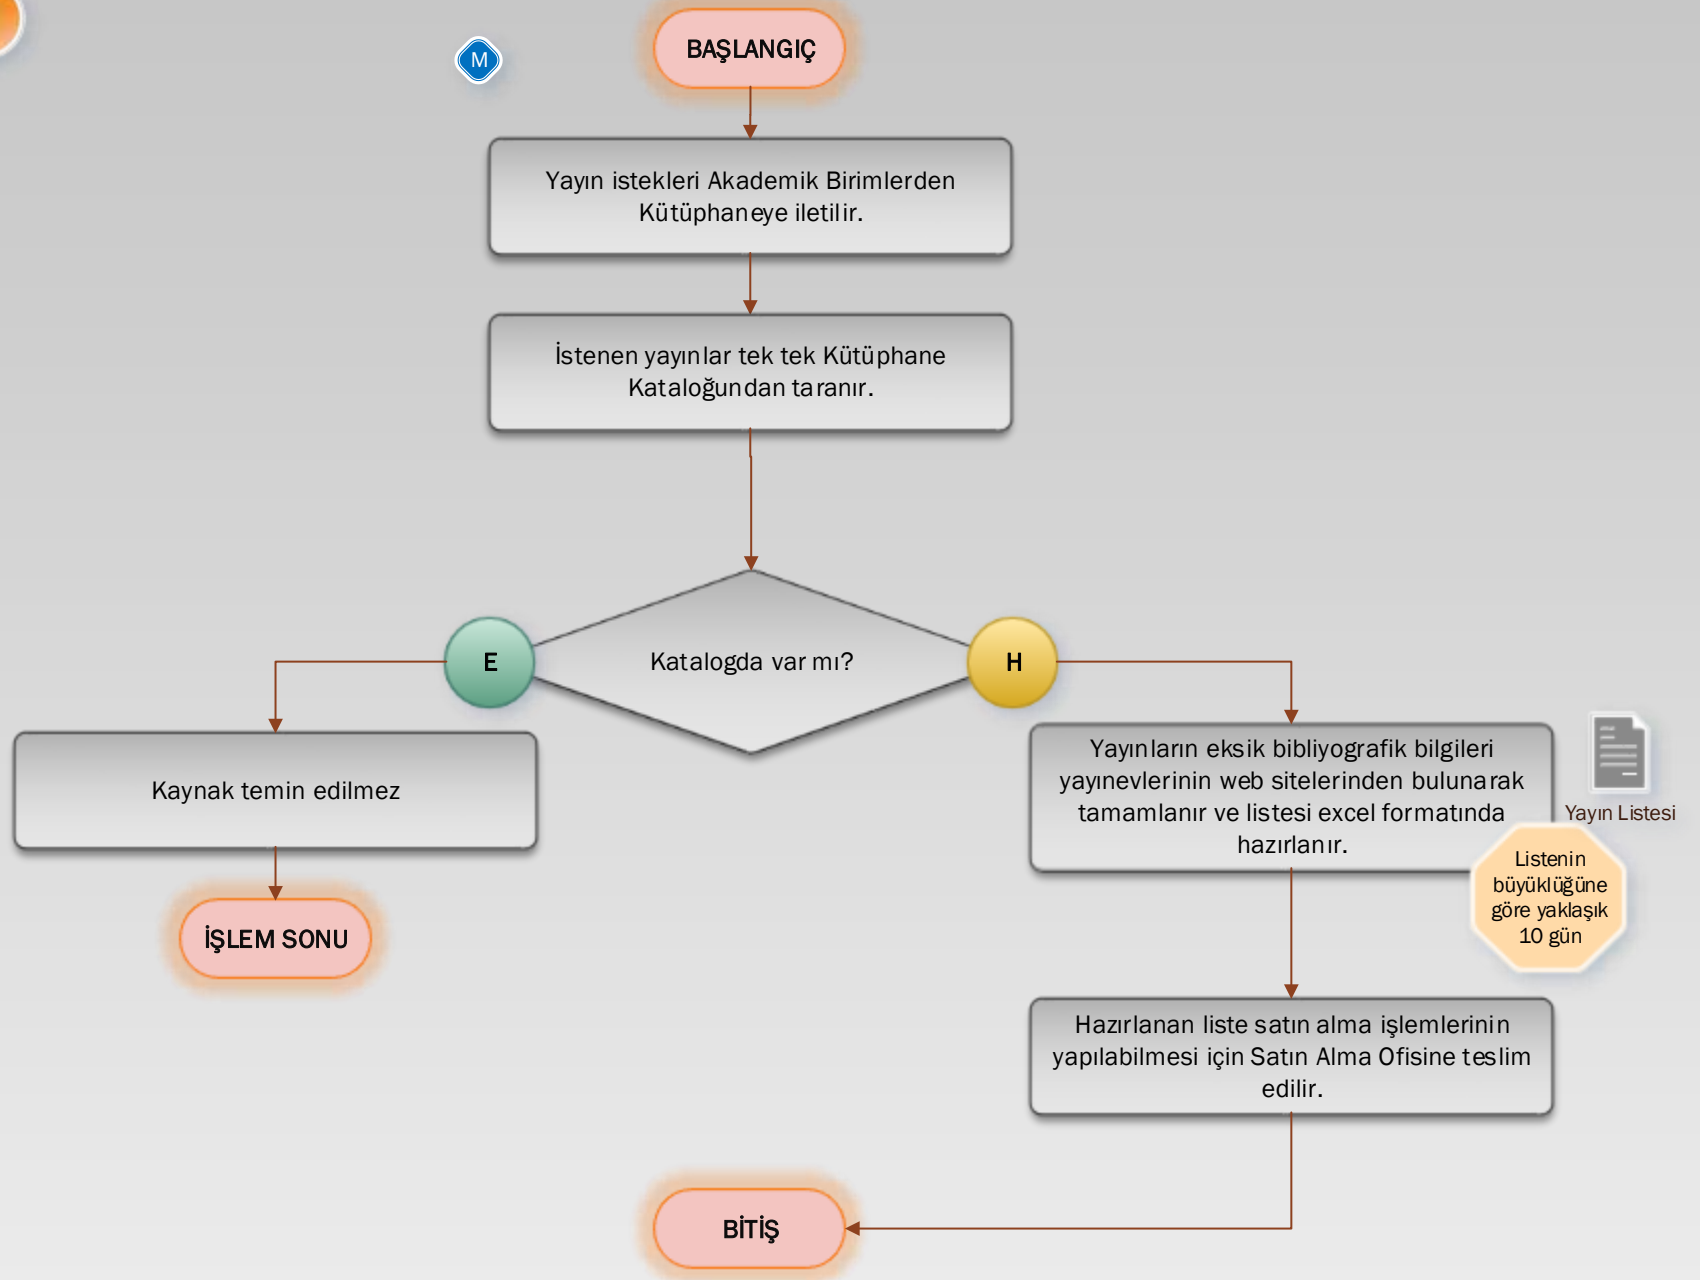 M
BAŞLANGIÇ
Yayın istekleri Akademik Birimlerden
Kütüphaneye iletilir.
İstenen yayınlar tek tek Kütüphane
Kataloğundan taranır.
E
Katalogda var mı?
H
Kaynak temin edilmez
İŞLEM SONU
Yayınların eksik bibliyografik bilgileri
yayınevlerinin web sitelerinden bulunarak
tamamlanır ve listesi excel formatında
hazırlanır.
Yayın Listesi
Listenin
büyüklüğüne
göre yaklaşık
10 gün
Hazırlanan liste satın alma işlemlerinin
yapılabilmesi için Satın Alma Ofisine teslim
edilir.
BİTİŞ